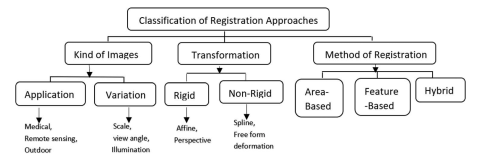 Classification of Registration Approaches
Kind of Images
Transformation
Method of Registration
Application
Variation
Rigid
Non-Rigid
Area-
Based
Feature
-Based
Hybrid
Medical,
Remote sensing,
Outdoor
Scale,
view angle,
Illumination
Affine,
Perspective
Spline,
Free form
deformation